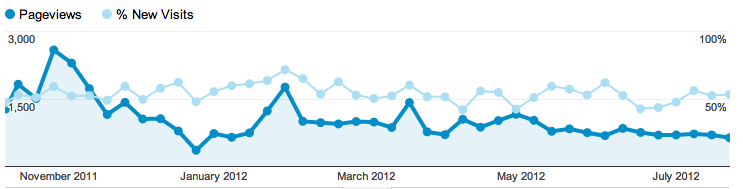 Pageviews % New Visits
3,000 100%
1,500 50%
November 2011 January 2012 March 2012 May 2012 July 2012